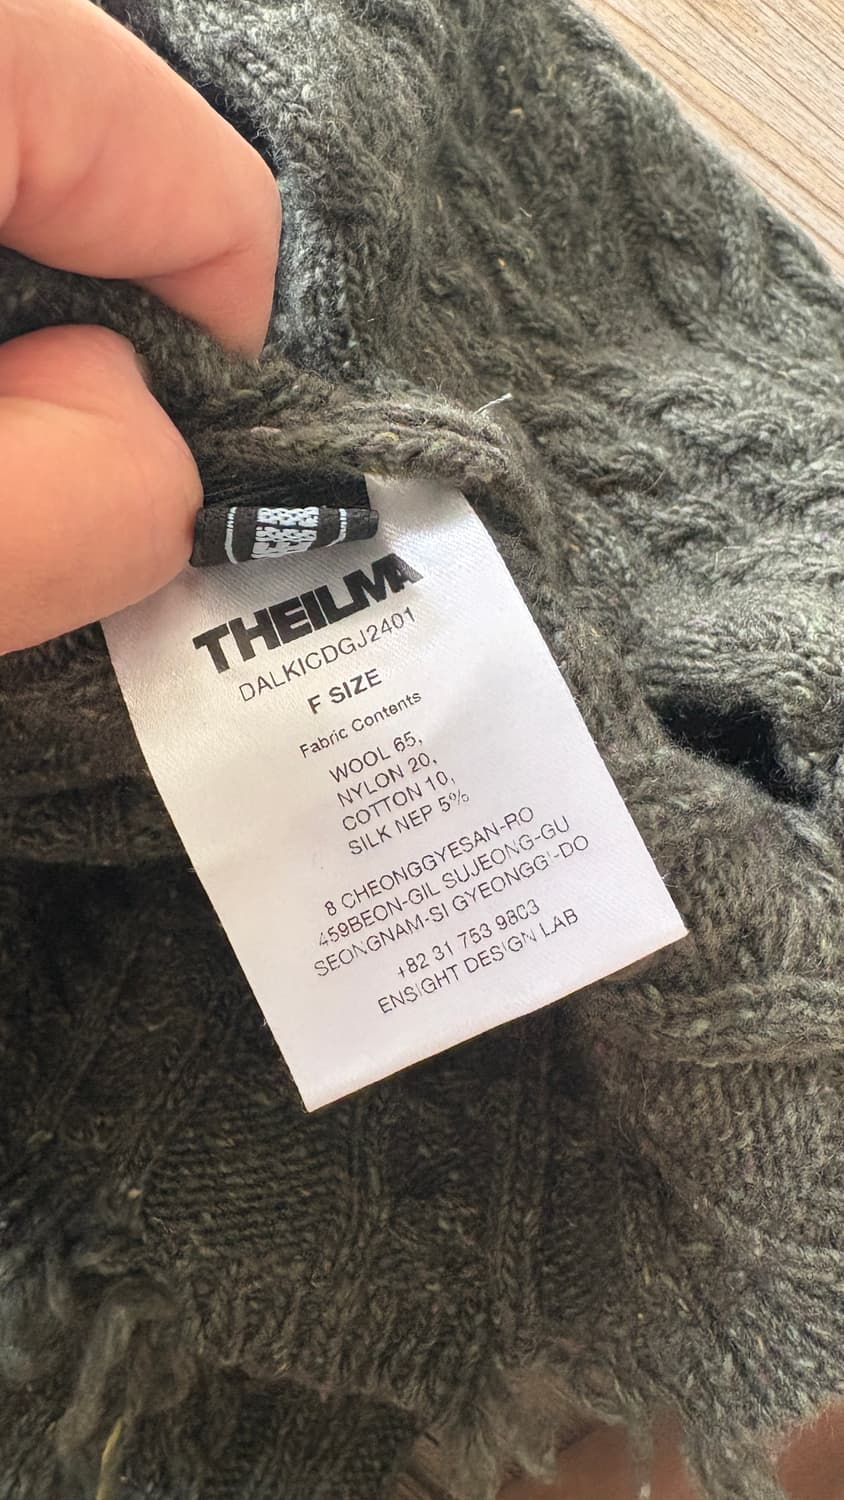 THEILMA
DALKICDGJ2401
F SIZE
Fabric Contents
WOOL 65,
NYLON 20,
COTTON 10,
SILK NEP 5%
8 CHEONGGYESAN-RO
459BEON-GIL SUJEONG-GU
SEONGNAM-SI GYEONGGI-DO
+82 31 753 9803
ENSIGHT DESIGN LAB